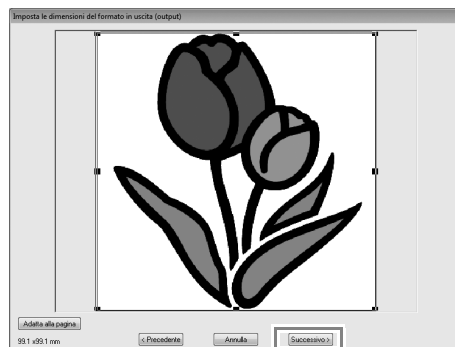 Imposta le dimensioni del formato in uscita (output)
Adatta alla pagina
99.1 x99.1 mm
< Precedente
Annulla
Successivo >